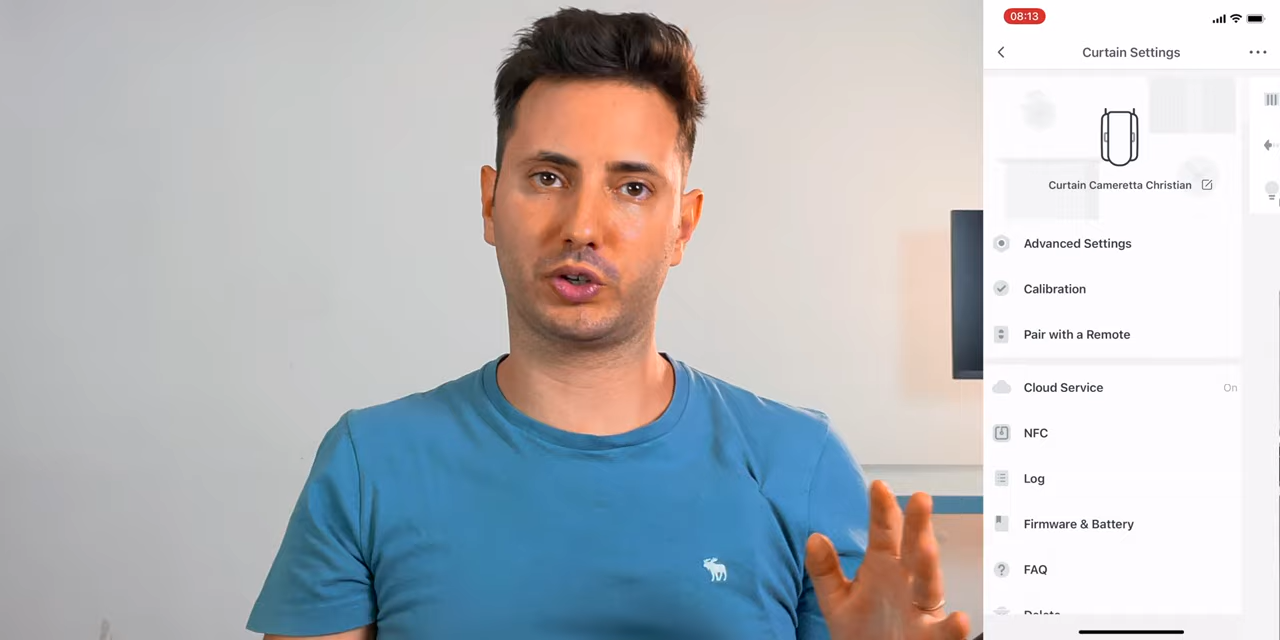 08:13
Curtain Settings
Curtain Cameretta Christian
Advanced Settings
Calibration
Pair with a Remote
Cloud Service
On
NFC
Log
Firmware & Battery
FAQ
Delete